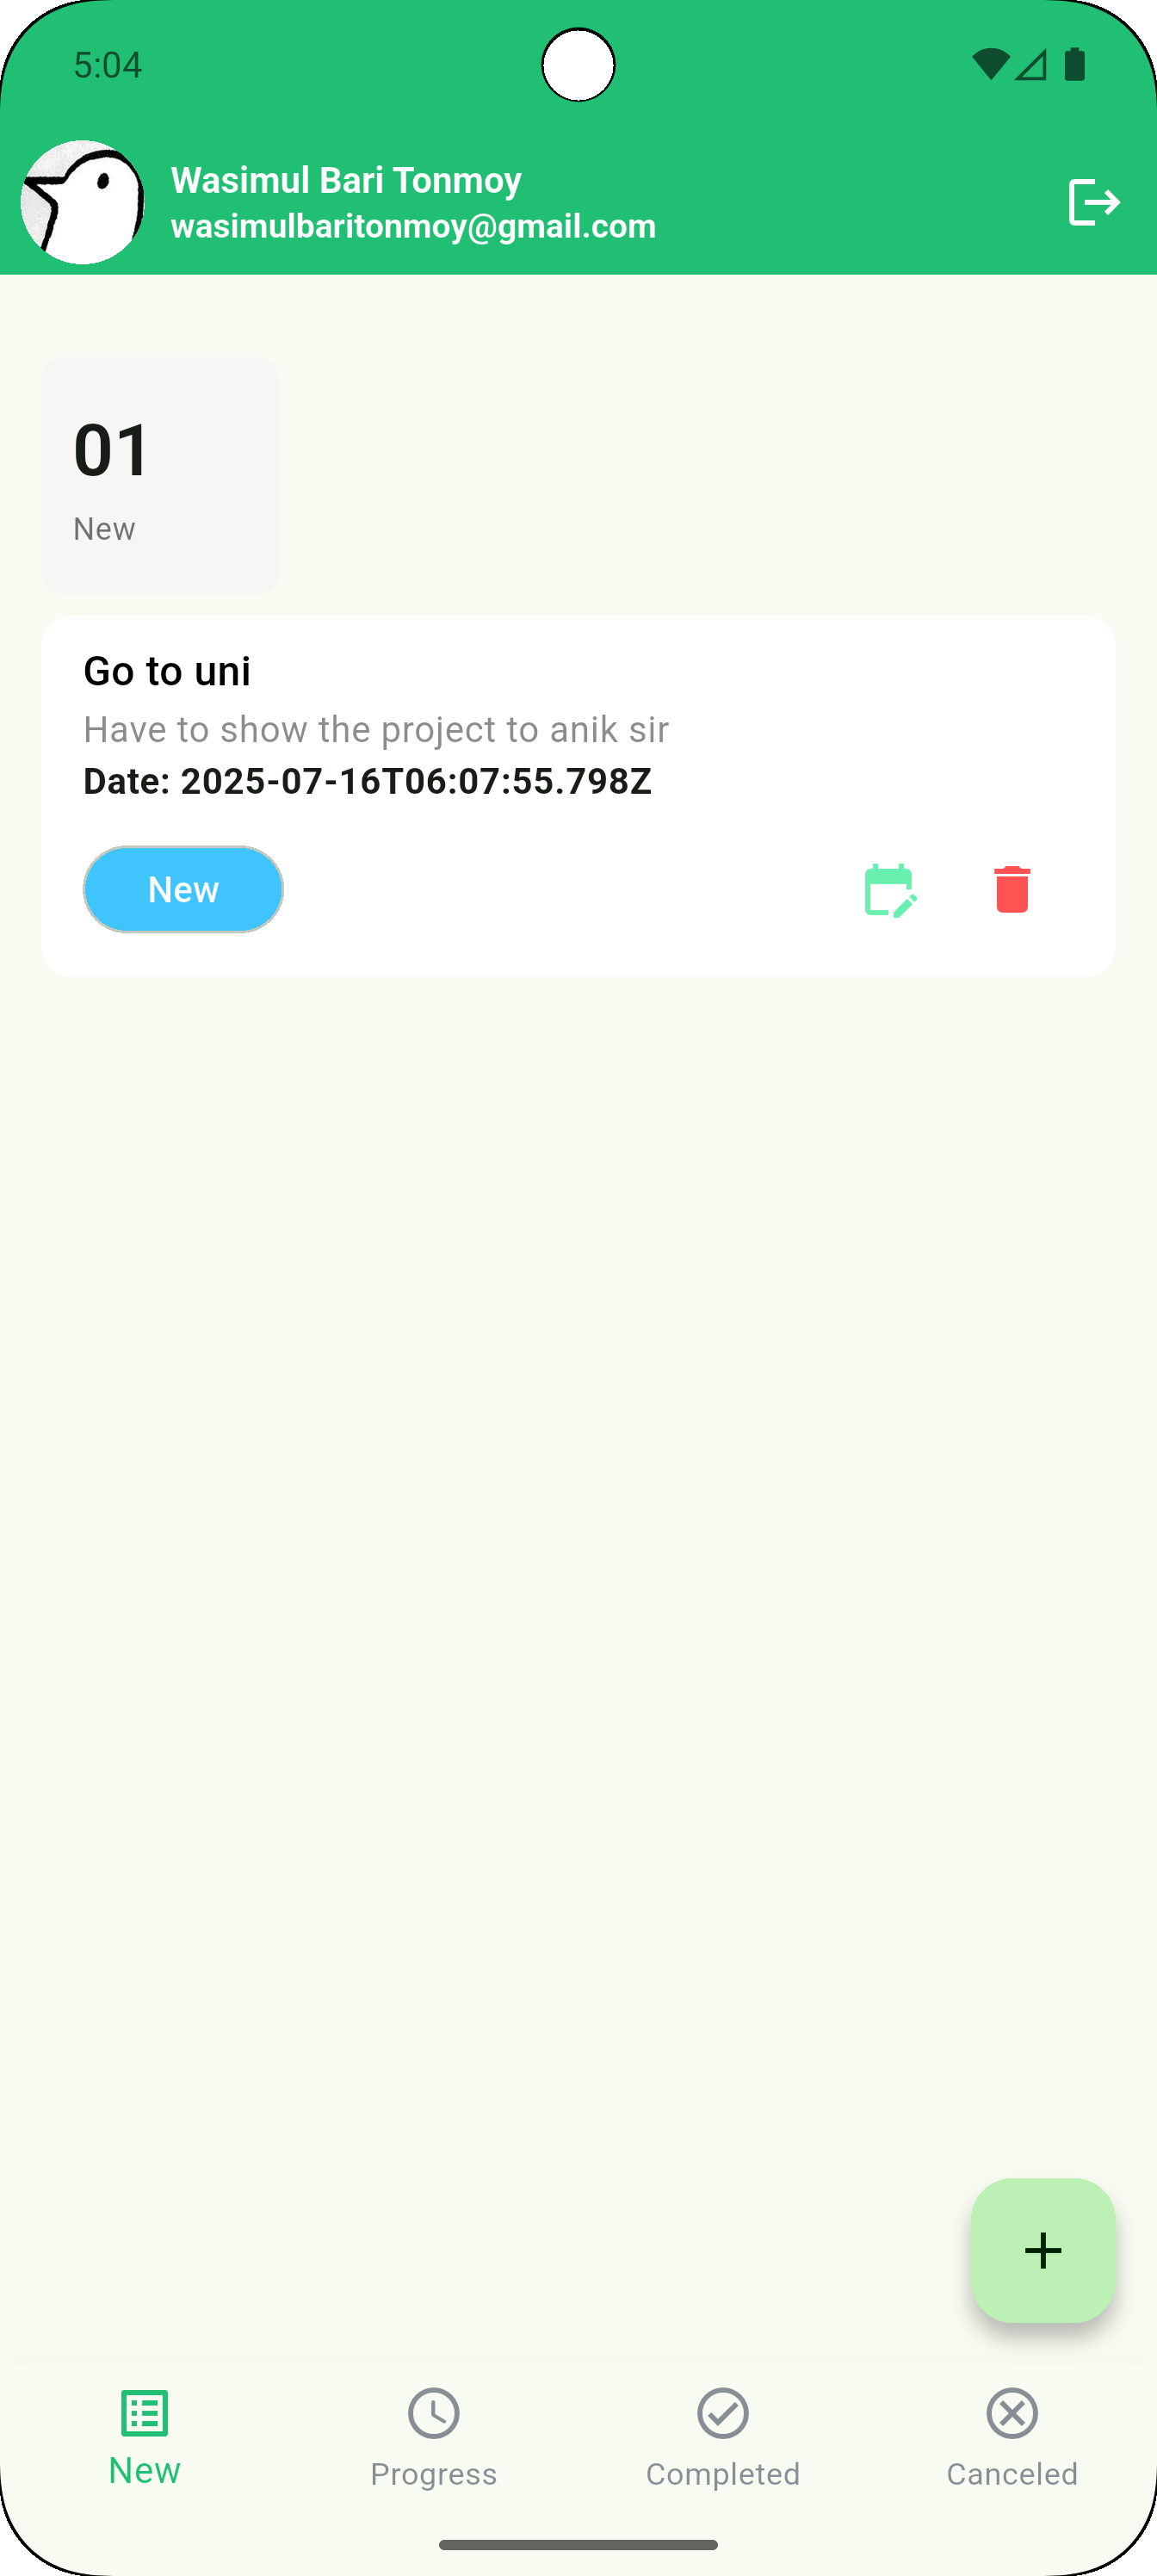 5:04
Wasimul Bari Tonmoy
wasimulbaritonmoy@gmail.com
01
New
Go to uni
Have to show the project to anik sir
Date: 2025-07-16T06:07:55.798Z
New
New
Progress
Completed
Canceled